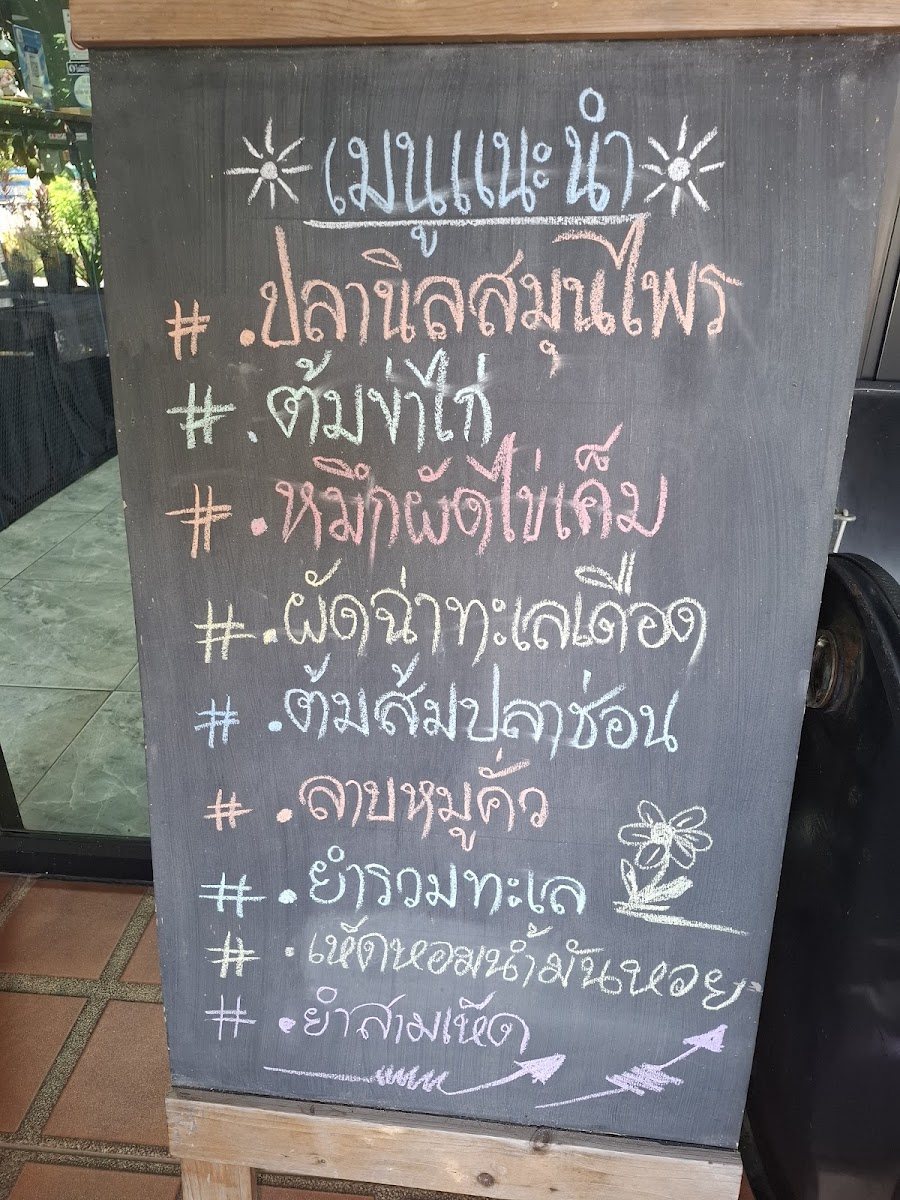 เมนูแนะนำ
# . ปลานิลสมุนไพร
# . ต้มข่าไก่
# . หมึกผัดไข่เค็ม
# . ผัดฉ่าทะเลเดือด
# . ต้มส้มปลาช่อน
# . ลาบหมูคั่ว
# . ยำรวมทะเล
# . เห็ดหอมน้ำมันหอย
# . ยำสามเห็ด